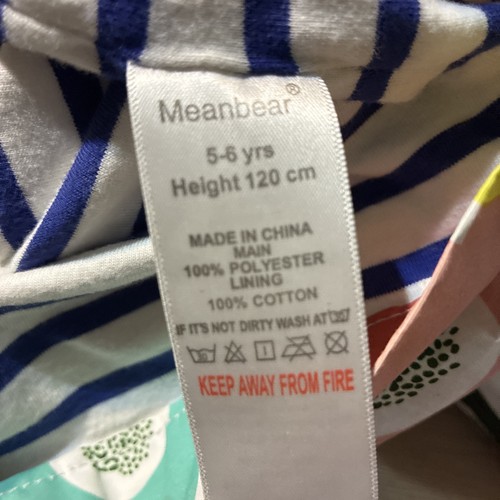 Meanbear®
5-6 yrs
Height 120 cm
MADE IN CHINA
MAIN
100% POLYESTER
LINING
100% COTTON
IF IT'S NOT DIRTY WASH AT
KEEP AWAY FROM FIRE